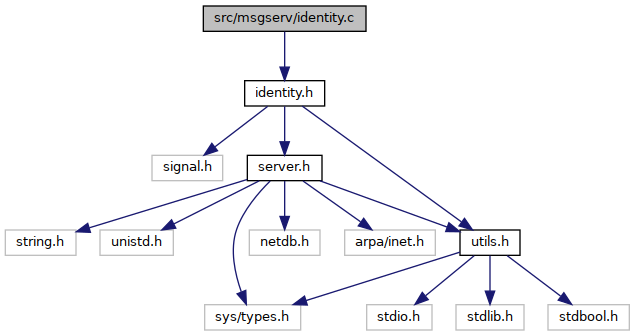 src/msgserv/identity.c
identity.h
signal.h
server.h
string.h
unistd.h
netdb.h
arpa/inet.h
utils.h
sys/types.h
stdio.h
stdlib.h
stdbool.h